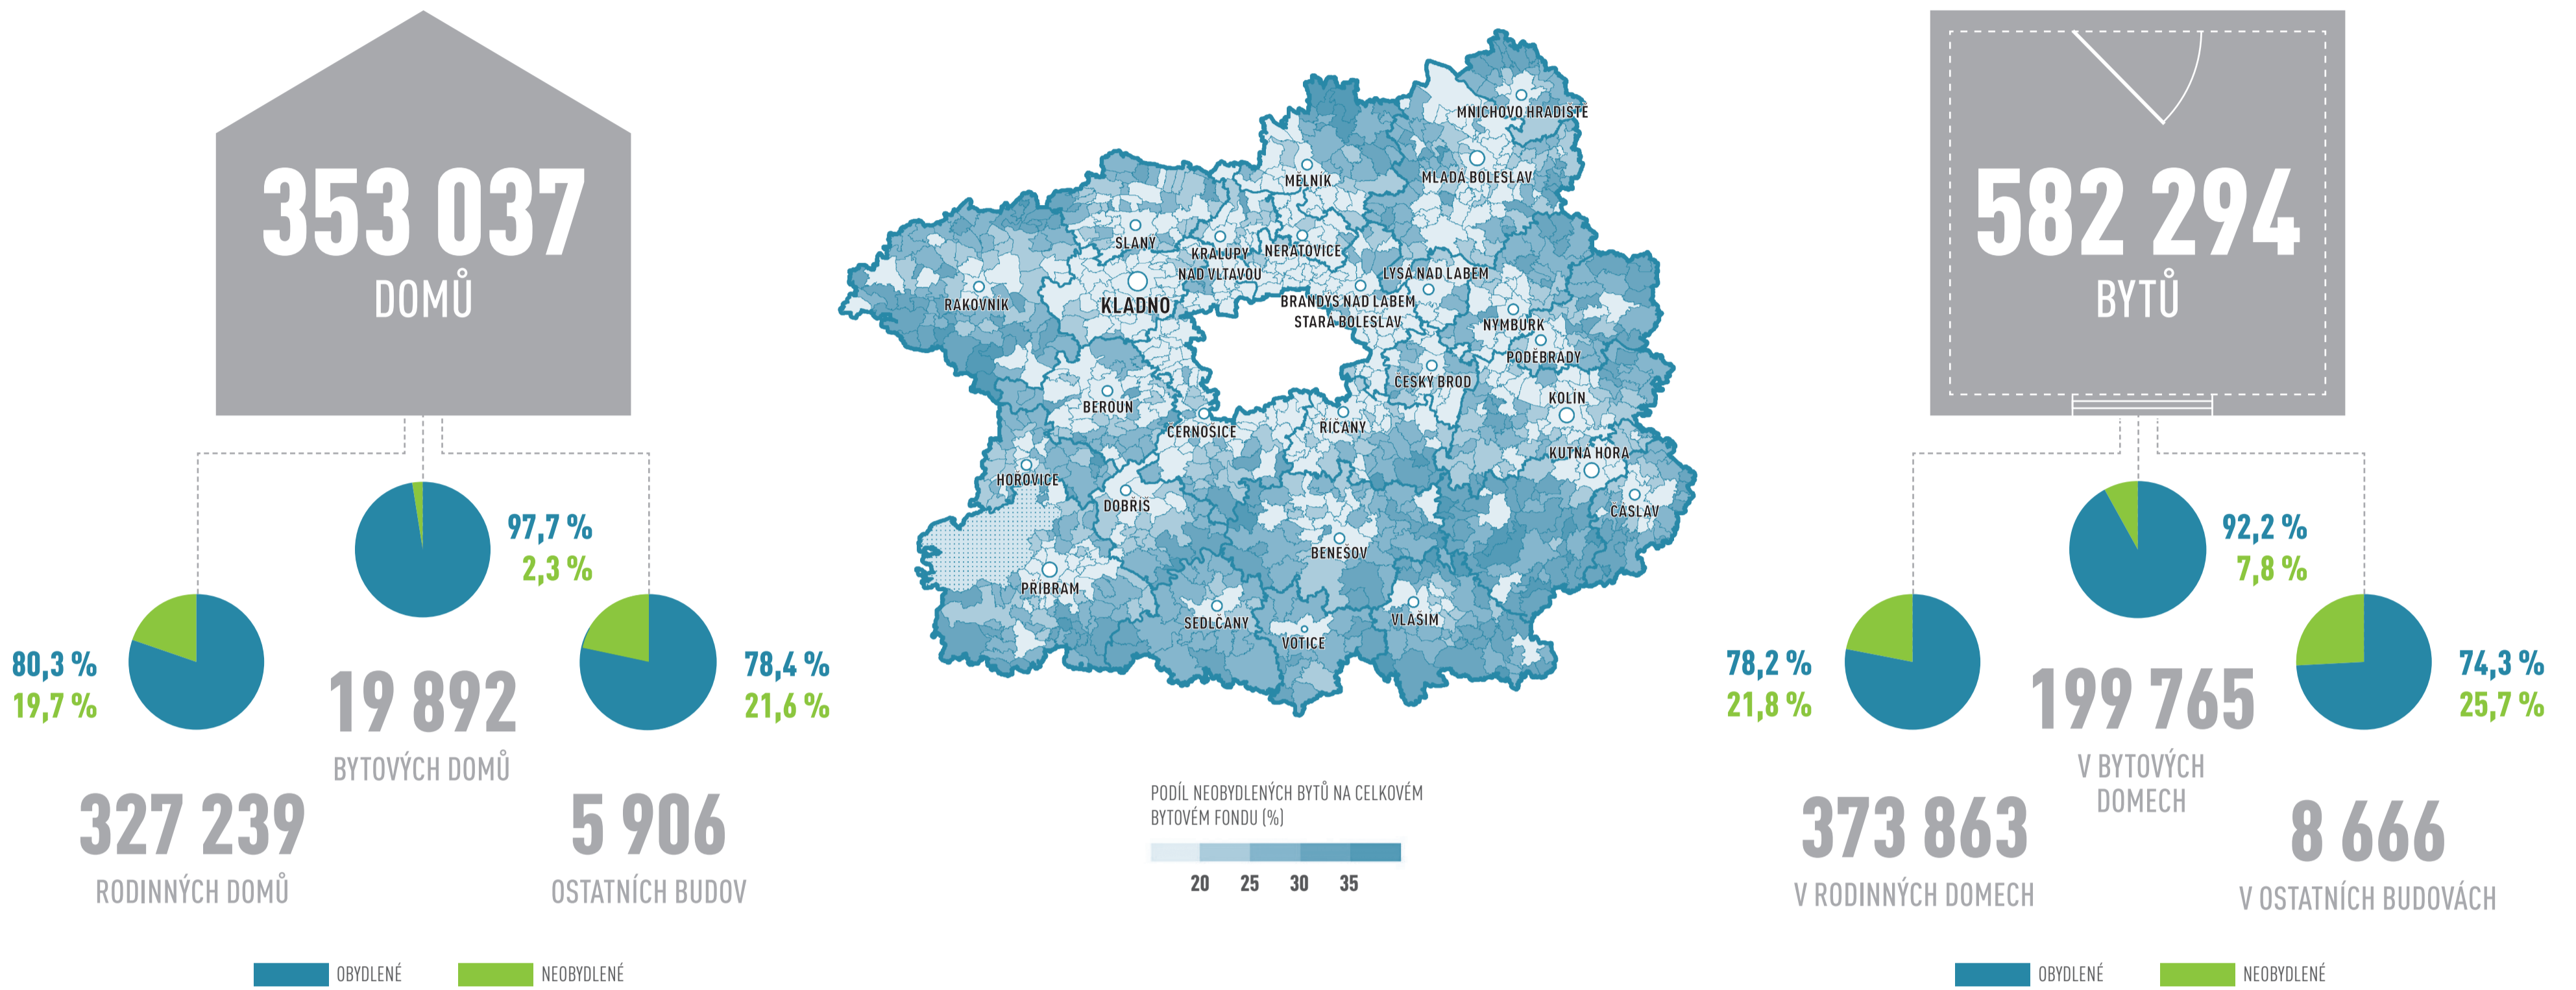 353 037
DOMŮ
97,7 %
2,3 %
80,3 %
19,7 %
78,4 %
21,6 %
19 892
BYTOVÝCH DOMŮ
327 239
RODINNÝCH DOMŮ
5 906
OSTATNÍCH BUDOV
OBYDLENÉ
NEOBYDLENÉ
MNICHOVO HRADIŠTĚ
MĚLNÍK
MLADÁ BOLESLAV
SLANÝ
KRALUPY
NAD VLTAVOU
NERATOVICE
LYSÁ NAD LABEM
RAKOVNÍK
KLADNO
BRANDÝS NAD LABEM
STARÁ BOLESLAV
NYMBURK
PODĚBRADY
ČESKÝ BROD
KOLÍN
BEROUN
ČERNOŠICE
ŘÍČANY
KUTNÁ HORA
HOŘOVICE
DOBŘÍŠ
ČÁSLAV
BENEŠOV
PŘÍBRAM
SEDLČANY
VLAŠIM
VOTICE
PODÍL NEOBYDLENÝCH BYTŮ NA CELKOVÉM
BYTOVÉM FONDU (%)
20 25 30 35
582 294
BYTŮ
92,2 %
7,8 %
78,2 %
21,8 %
74,3 %
25,7 %
199 765
V BYTOVÝCH
DOMECH
373 863
V RODINNÝCH DOMECH
8 666
V OSTATNÍCH BUDOVÁCH
OBYDLENÉ
NEOBYDLENÉ